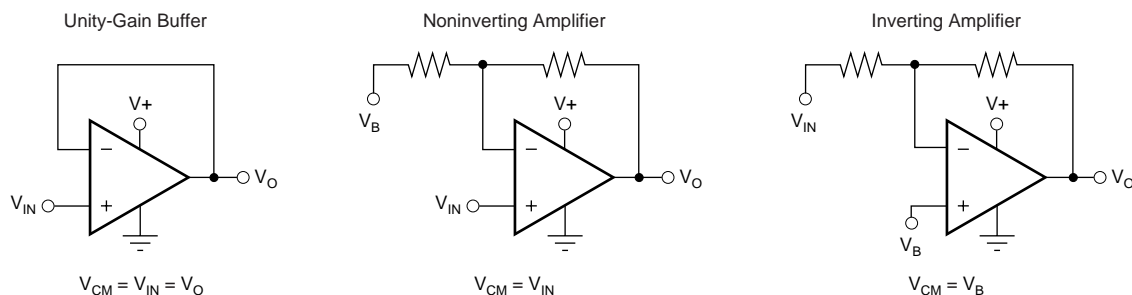 Unity-Gain Buffer
V+
−
V_IN
+
V_O
V_CM = V_IN = V_O
Noninverting Amplifier
V_B
V+
−
V_IN
+
V_O
V_CM = V_IN
Inverting Amplifier
V_IN
V+
−
+
V_B
V_O
V_CM = V_B